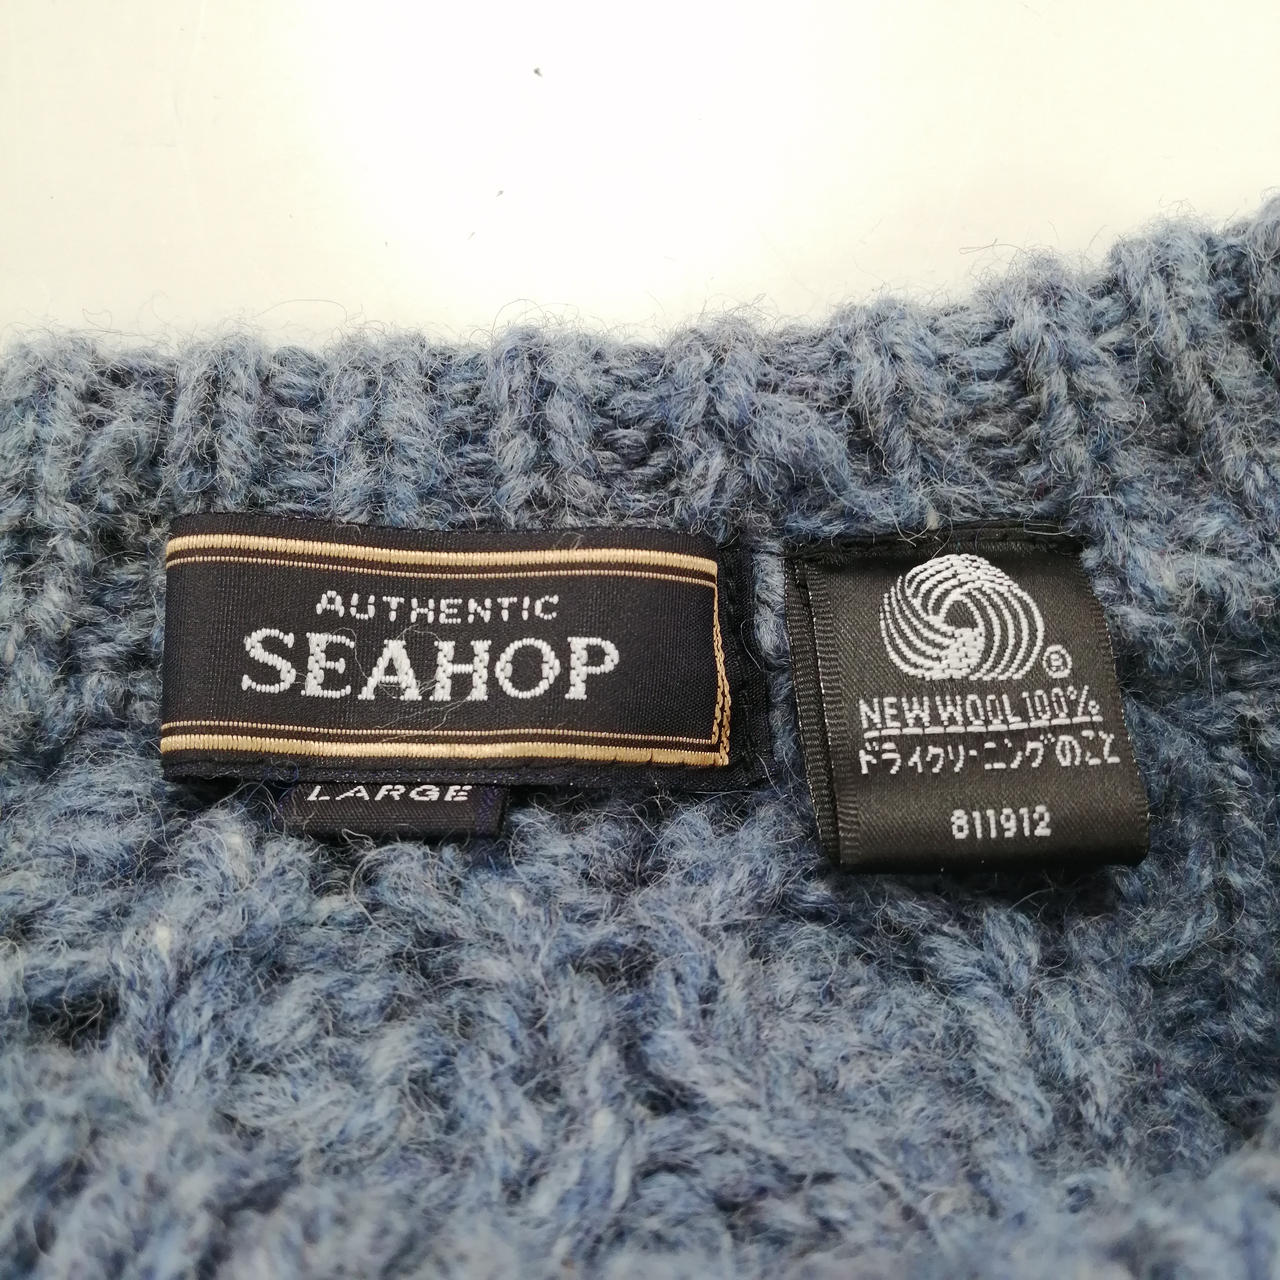 AUTHENTIC
SEAHOP
LARGE
®
NEW WOOL 100%
ドライクリーニングのこと
811912